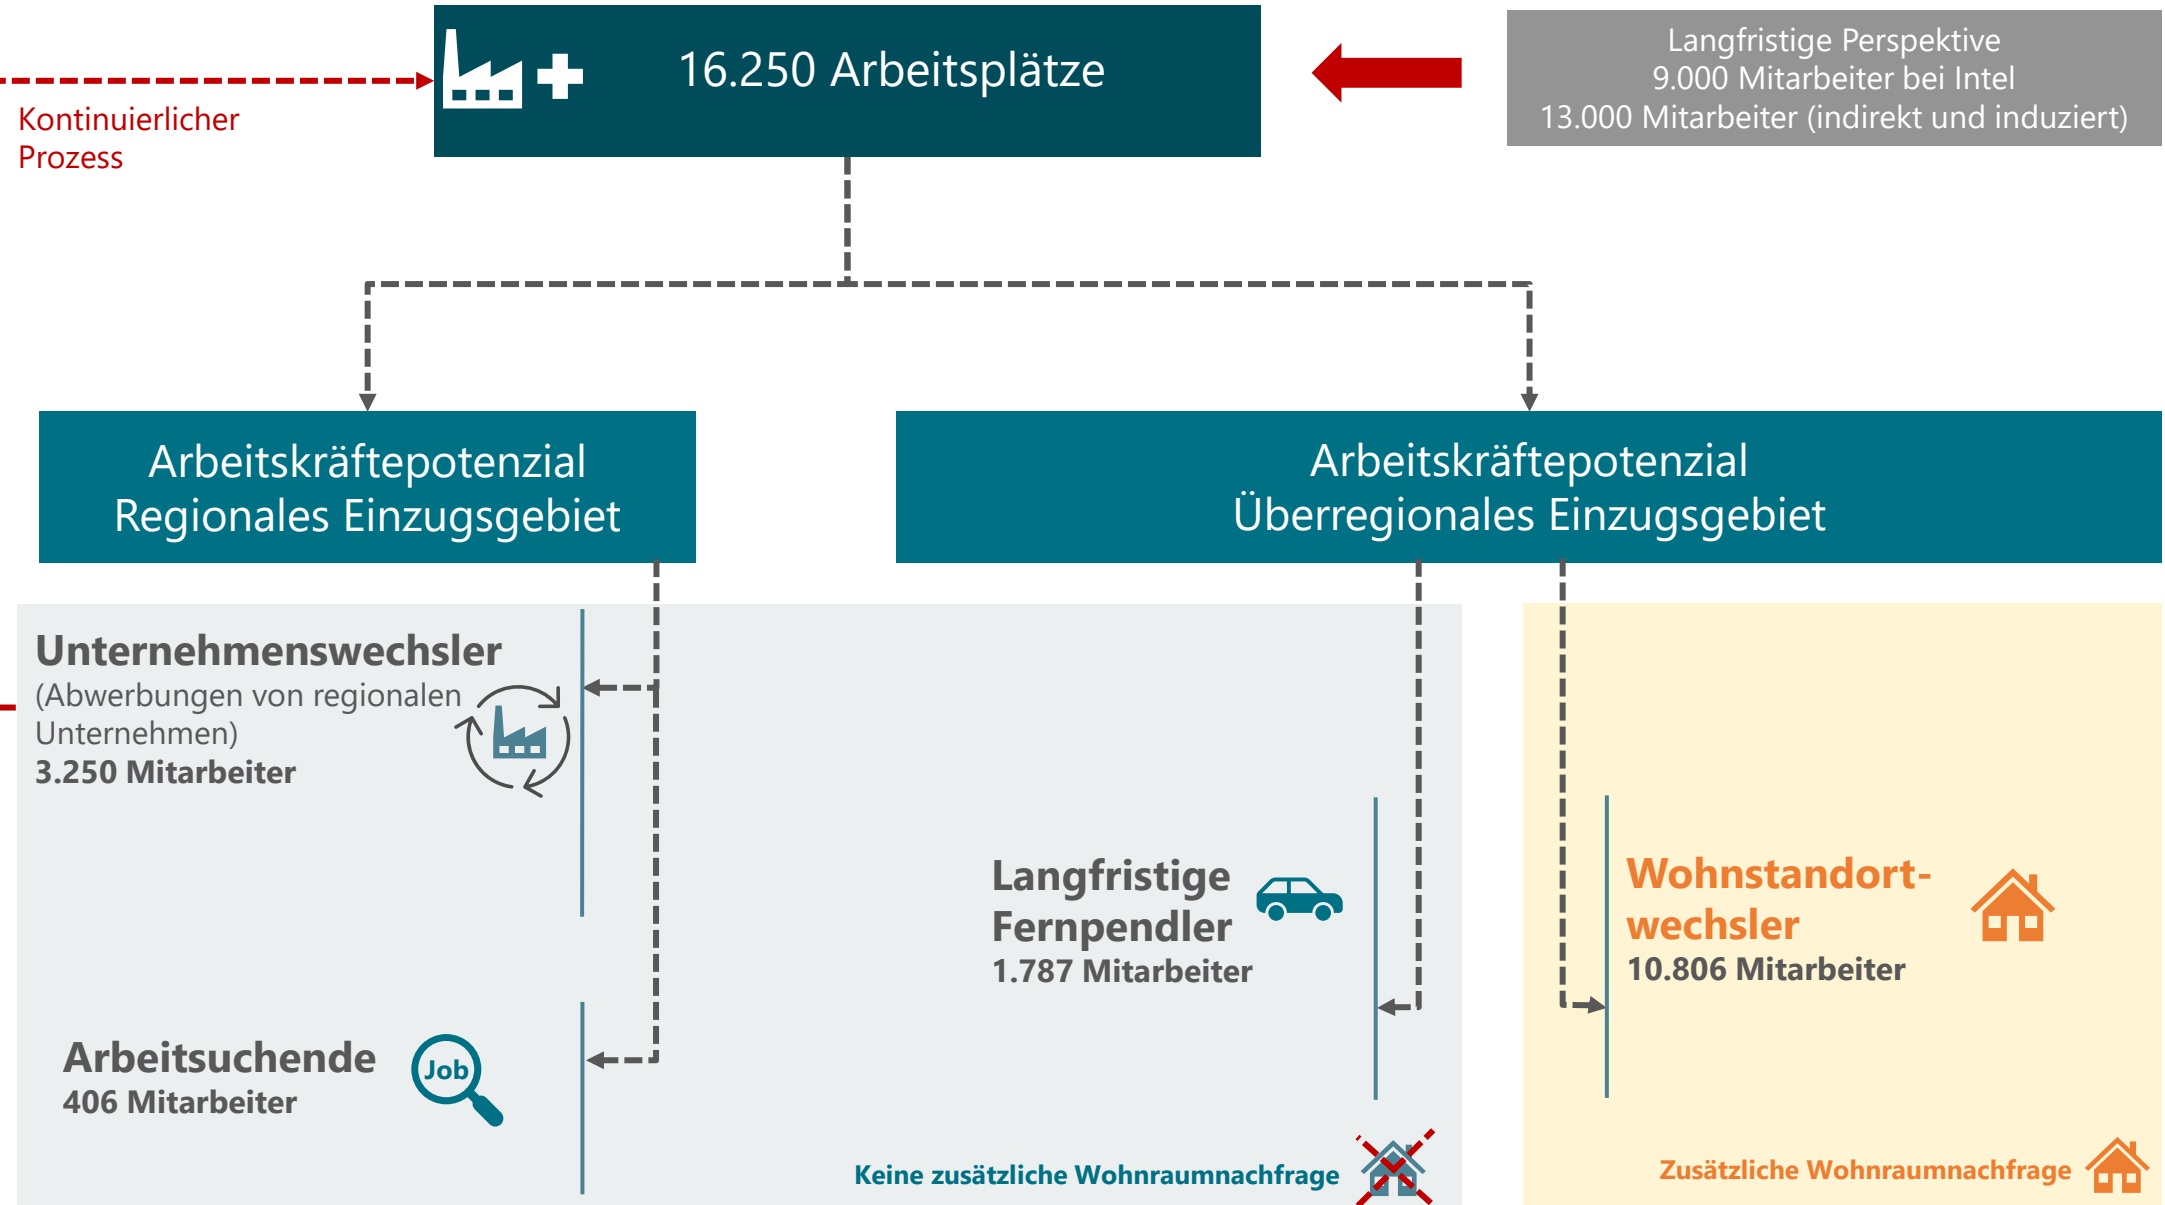 16.250 Arbeitsplätze
Langfristige Perspektive
9.000 Mitarbeiter bei Intel
13.000 Mitarbeiter (indirekt und induziert)
Kontinuierlicher
Prozess
Arbeitskräftepotenzial
Regionales Einzugsgebiet
Arbeitskräftepotenzial
Überregionales Einzugsgebiet
Unternehmenswechsler
(Abwerbungen von regionalen
Unternehmen)
3.250 Mitarbeiter
Arbeitsuchende
406 Mitarbeiter
Job
Langfristige
Fernpendler
1.787 Mitarbeiter
Keine zusätzliche Wohnraumnachfrage
Wohnstandort-
wechsler
10.806 Mitarbeiter
Zusätzliche Wohnraumnachfrage